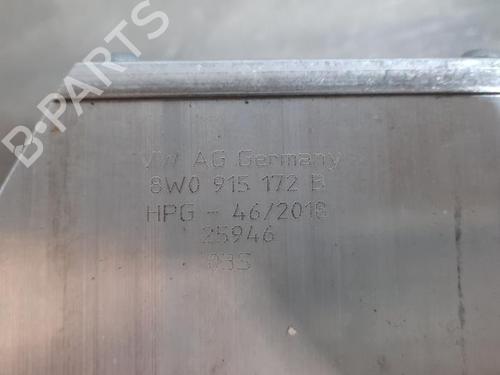 B-PARTS
VW AG Germany
8W0 915 172 B
HPG - 46/2018
25946